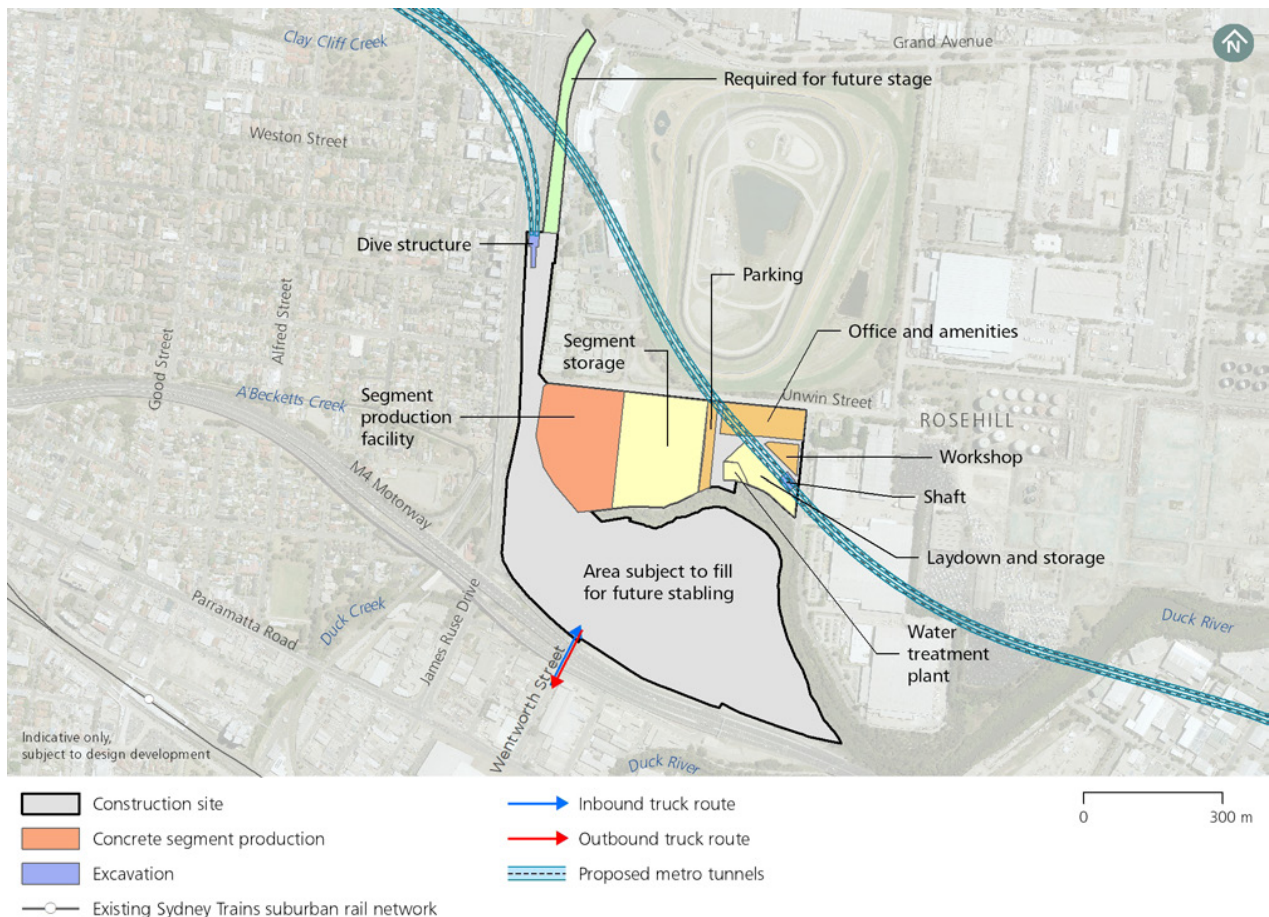 Clay Cliff Creek
Grand Avenue
N
Required for future stage
Weston Street
Dive structure
Parking
Alfred Street
Good Street
Office and amenities
Segment
storage
A'Becketts Creek
Segment
production
facility
Unwin Street
ROSEHILL
Workshop
M4 Motorway
Shaft
Laydown and storage
Area subject to fill
for future stabling
Parramatta Road
Duck Creek
James Ruse Drive
Duck River
Water
treatment
plant
Wentworth Street
Indicative only,
subject to design development
Duck River
Construction site
Inbound truck route
0 300 m
Concrete segment production
Outbound truck route
Excavation
Proposed metro tunnels
Existing Sydney Trains suburban rail network